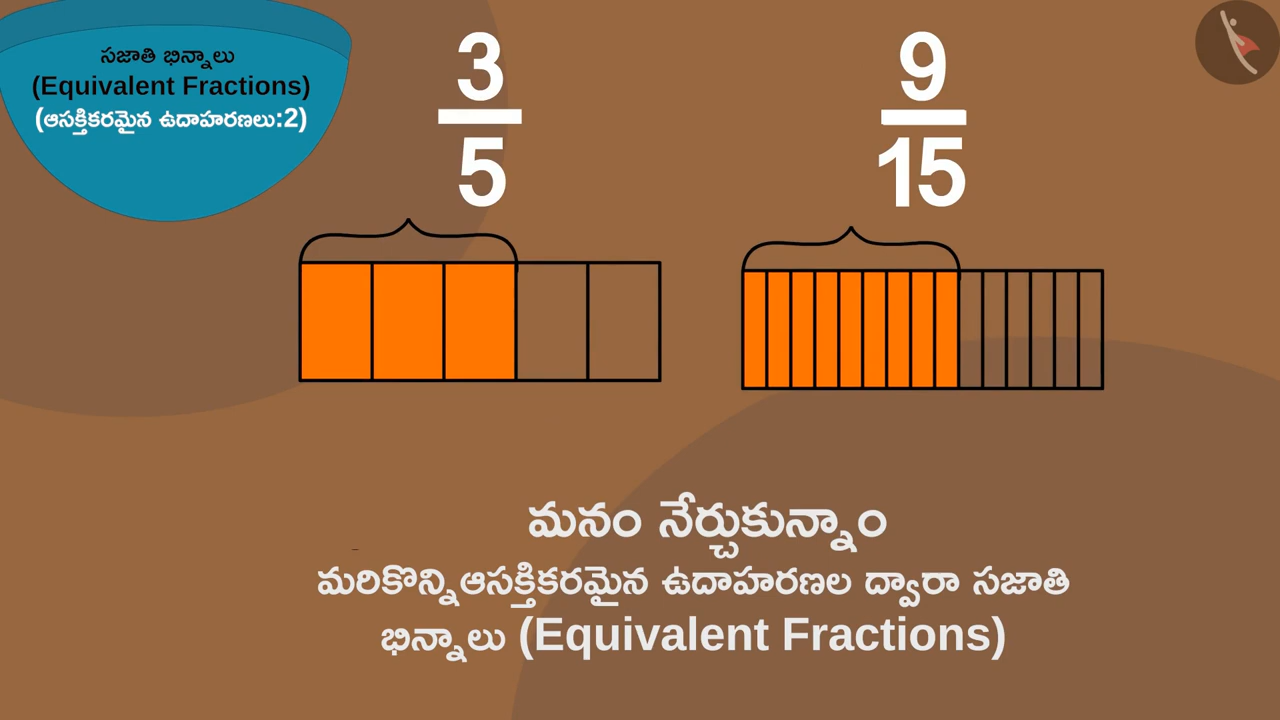 సజాతి భిన్నాలు
(Equivalent Fractions)
(ఆసక్తికరమైన ఉదాహరణలు:2)
3
5
9
15
మనం నేర్చుకున్నాం
మరికొన్నిఆసక్తికరమైన ఉదాహరణల ద్వారా సజాతి
భిన్నాలు (Equivalent Fractions)